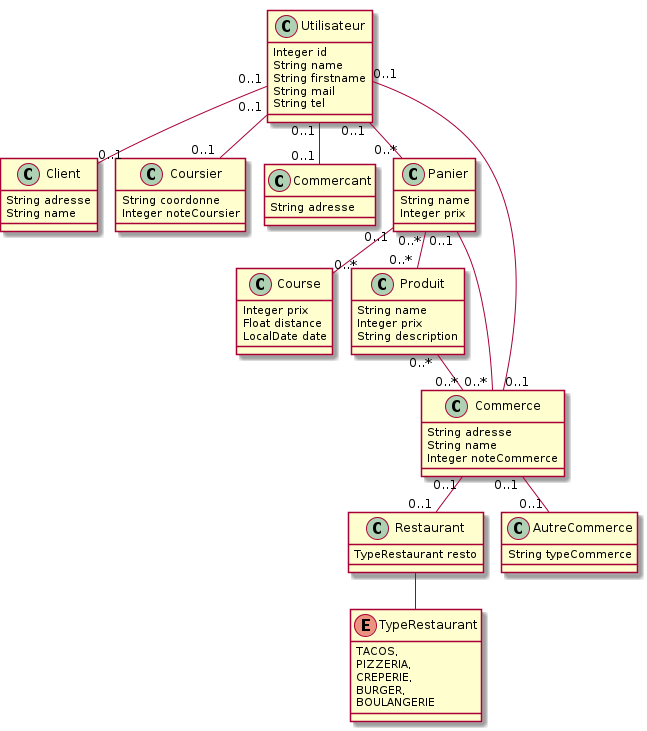 C Utilisateur
Integer id
String name
String firstname
String mail
String tel
0..1
0..1
0..1
0..1
0..1
0..1
0..1
0..1
0..*
C Client
String adresse
String name
C Coursier
String coordonne
Integer noteCoursier
C Commercant
String adresse
C Panier
String name
Integer prix
0..1
0..*
0..1
0..*
0..*
C Course
Integer prix
Float distance
LocalDate date
C Produit
String name
Integer prix
String description
0..*
0..*
0..*
0..1
C Commerce
String adresse
String name
Integer noteCommerce
0..1
0..1
0..1
0..1
C Restaurant
TypeRestaurant resto
C AutreCommerce
String typeCommerce
E TypeRestaurant
TACOS,
PIZZERIA,
CREPERIE,
BURGER,
BOULANGERIE